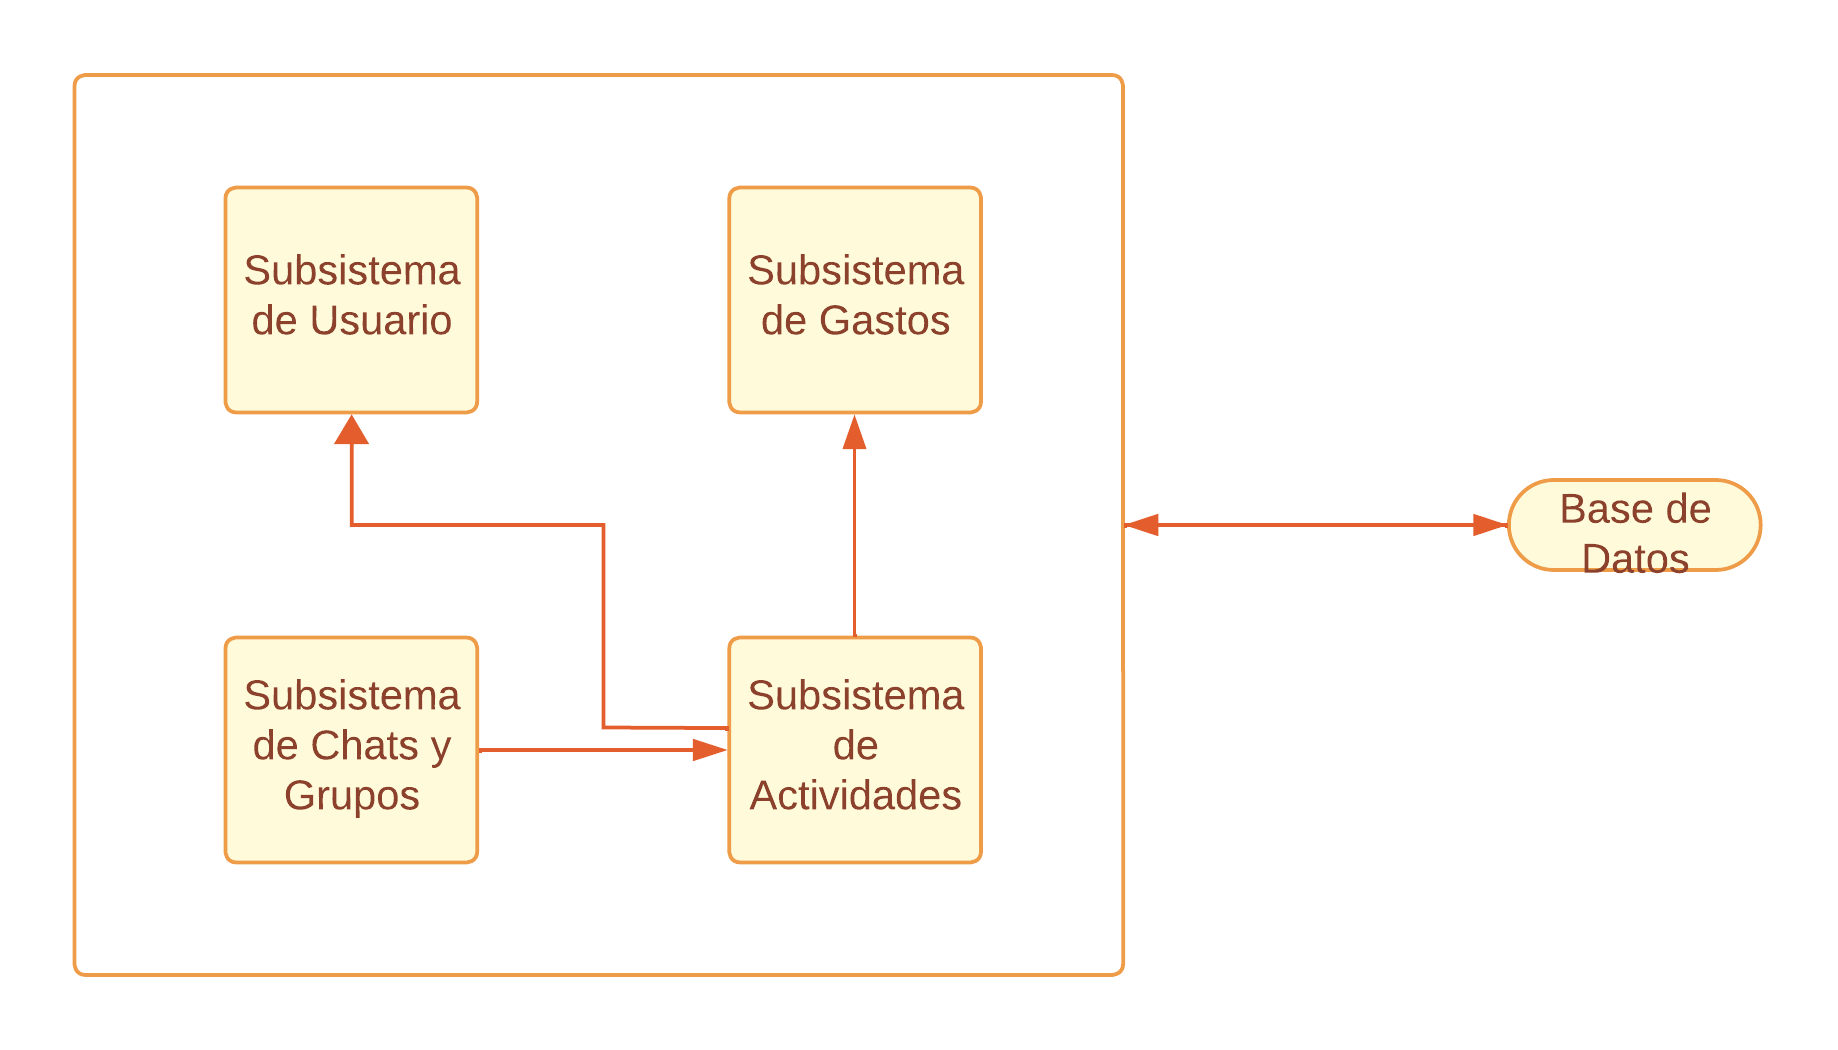 Subsistema
de Usuario
Subsistema
de Gastos
Base de
Datos
Subsistema
de Chats y
Grupos
Subsistema
de
Actividades